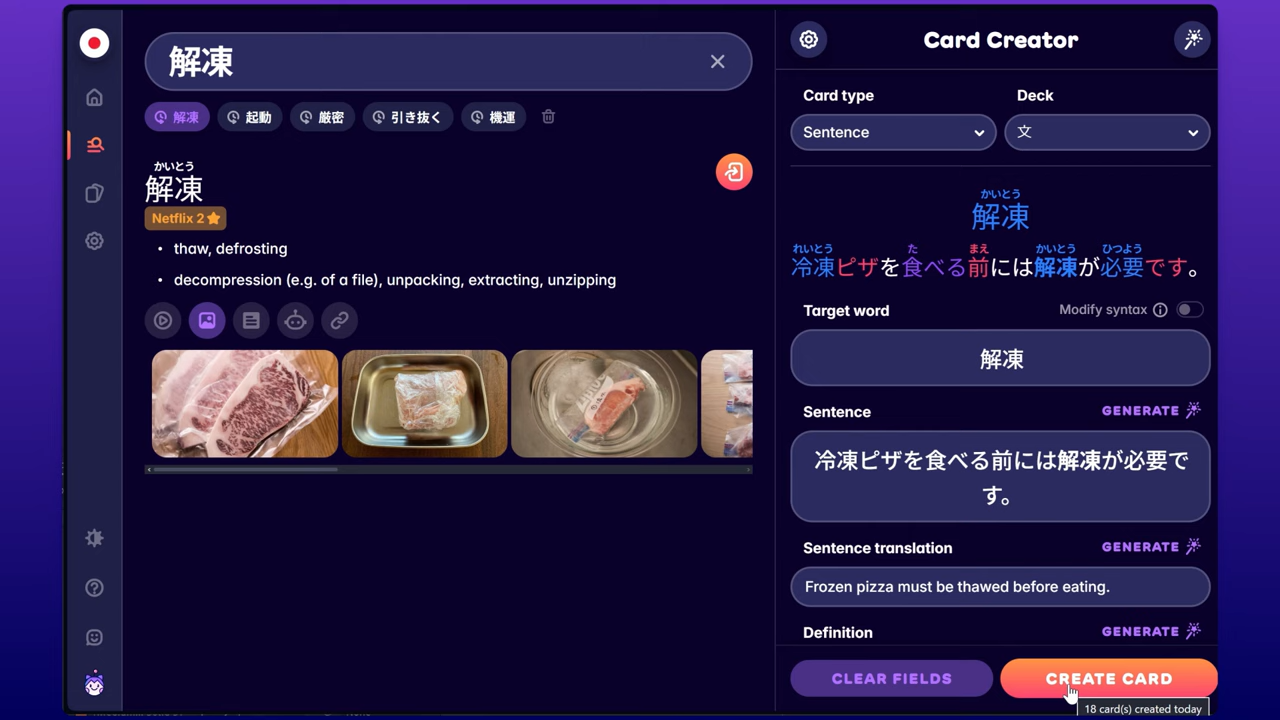 解凍
解凍
起動
厳密
引き抜く
機運
かいとう
解凍
Netflix 2
• thaw, defrosting
• decompression (e.g. of a file), unpacking, extracting, unzipping
Card Creator
Card type
Deck
Sentence
文
かいとう
解凍
れいとう た まえ かいとう ひつよう
冷凍ピザを食べる前には解凍が必要です。
Target word
Modify syntax
解凍
Sentence
GENERATE
冷凍ピザを食べる前には解凍が必要で
す。
Sentence translation
GENERATE
Frozen pizza must be thawed before eating.
Definition
GENERATE
CLEAR FIELDS
CREATE CARD
18 card(s) created today